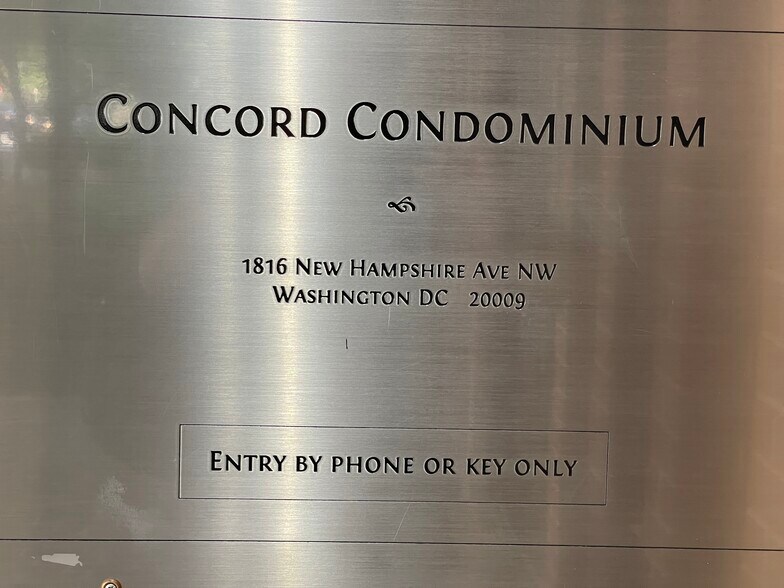 CONCORD CONDOMINIUM
1816 NEW HAMPSHIRE AVE NW
WASHINGTON DC 20009
ENTRY BY PHONE OR KEY ONLY